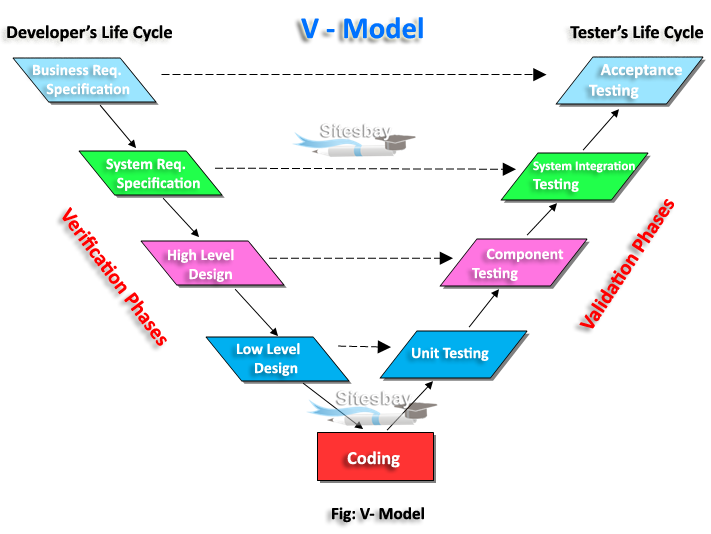 Developer's Life Cycle
V - Model
Tester's Life Cycle
Business Req.
Specification
Acceptance
Testing
Sitesbay
System Req.
Specification
System Integration
Testing
Verification Phases
Validation Phases
High Level
Design
Component
Testing
Low Level
Design
Unit Testing
Sitesbay
Coding
Fig: V- Model